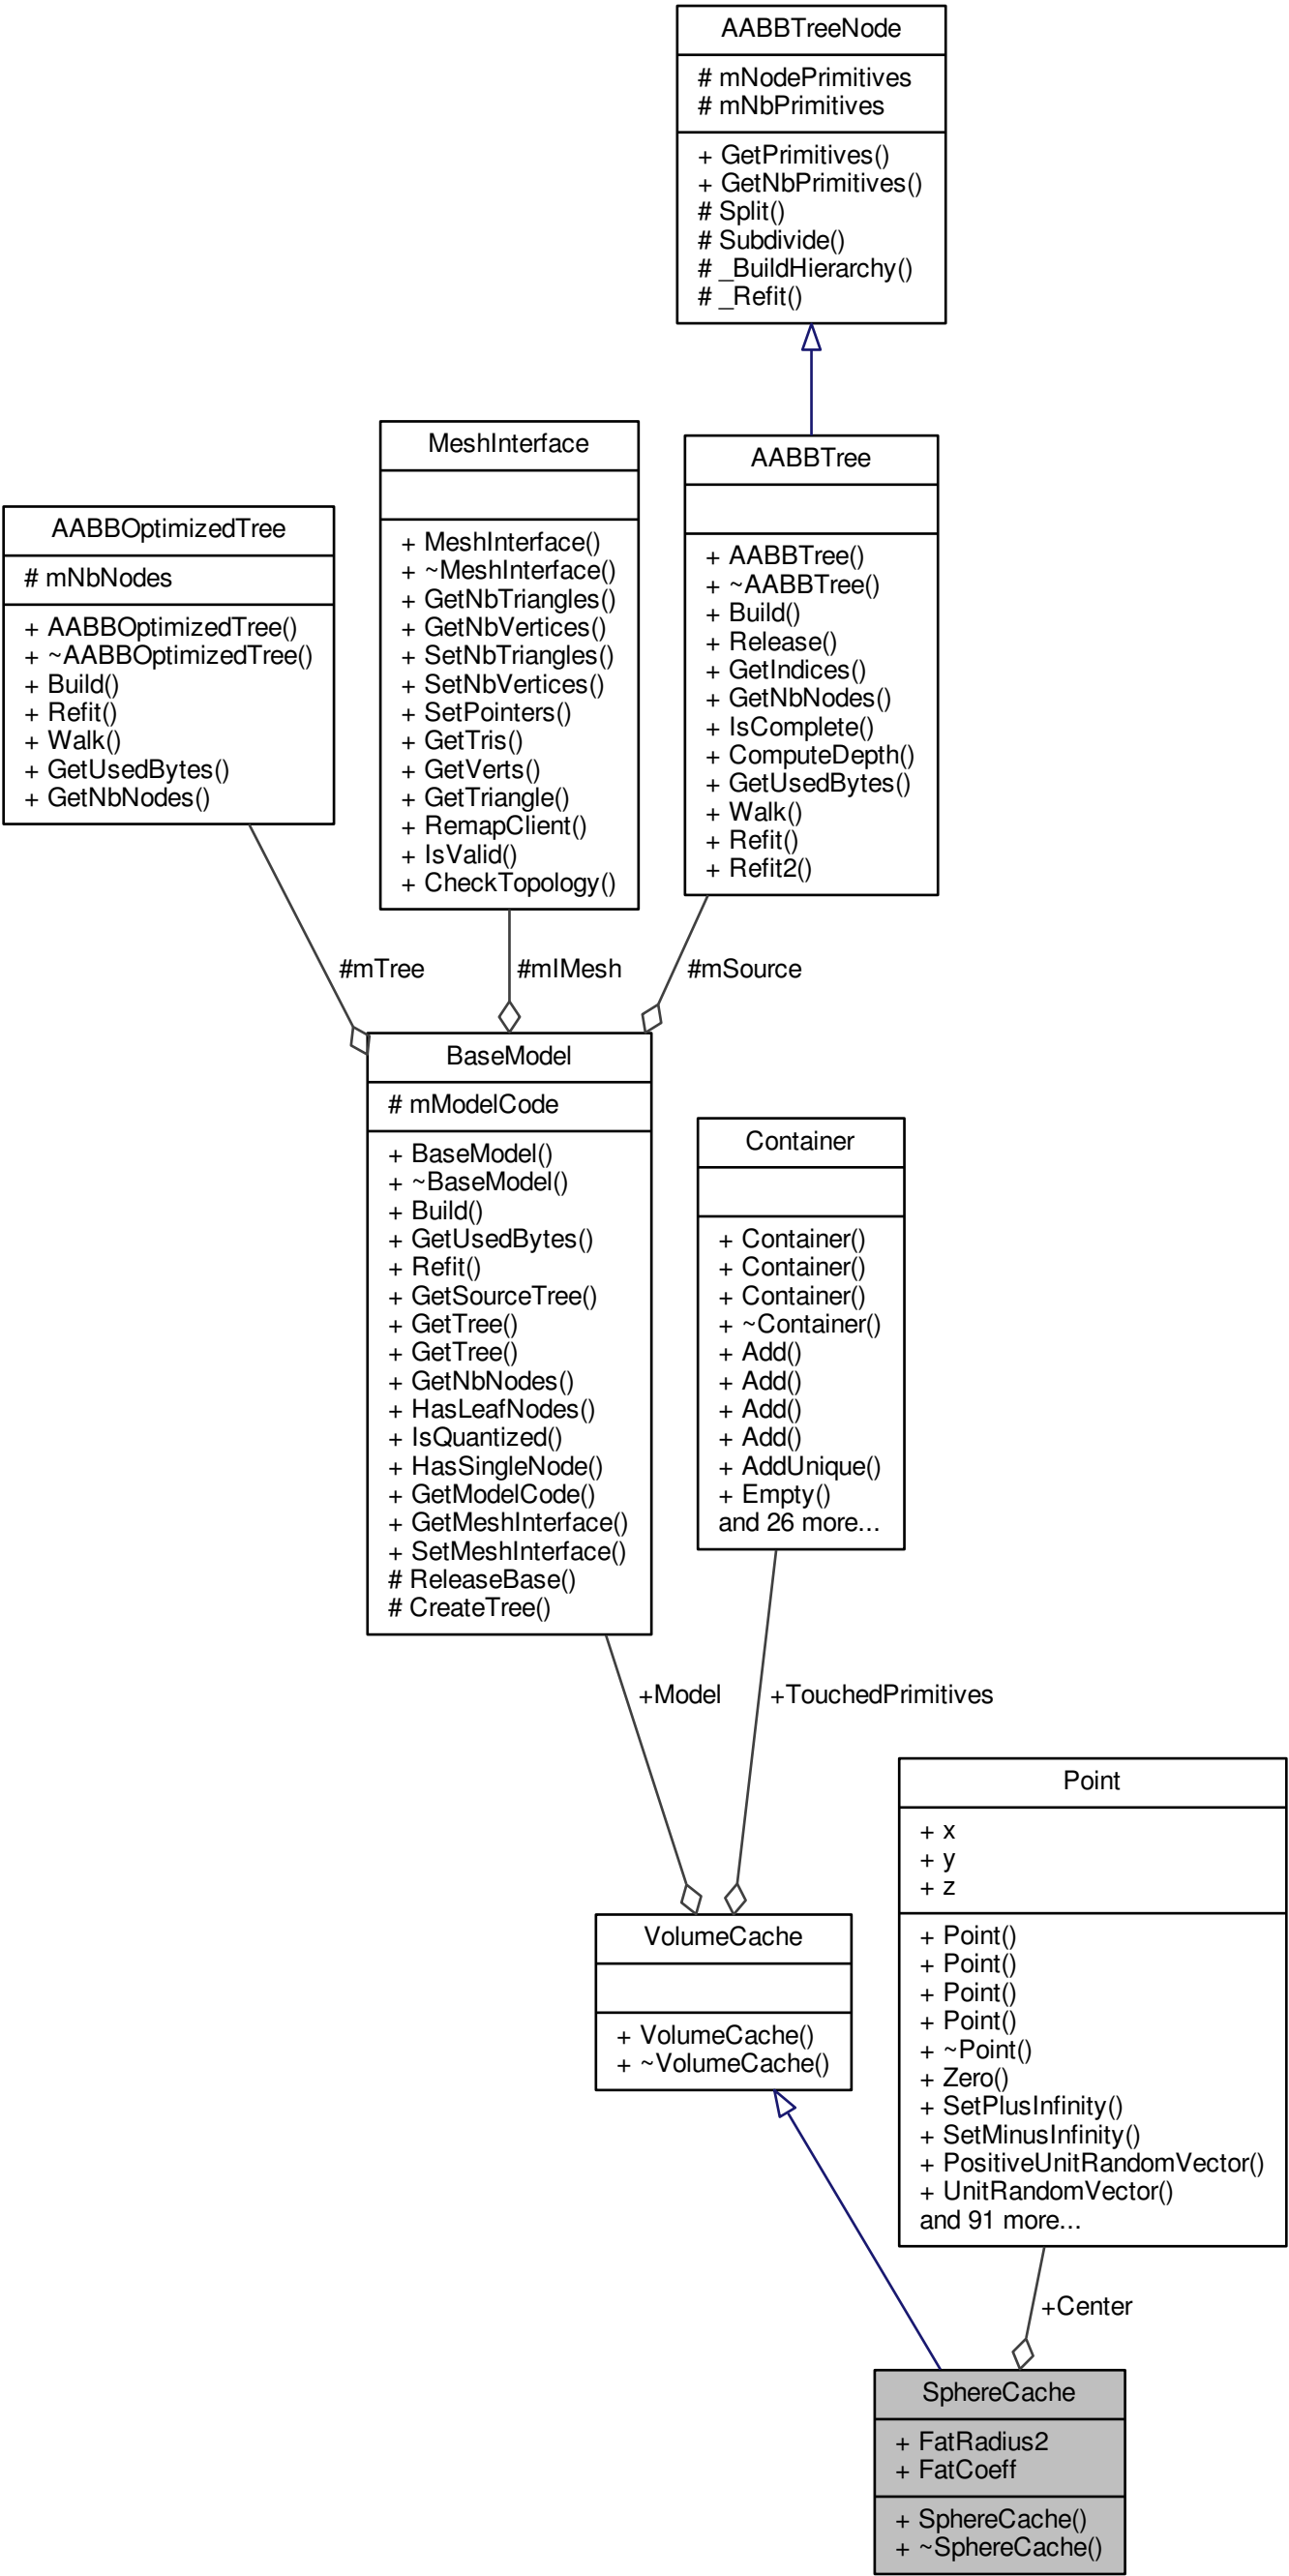 AABBTreeNode
# mNodePrimitives
# mNbPrimitives
+ GetPrimitives()
+ GetNbPrimitives()
# Split()
# Subdivide()
# _BuildHierarchy()
# _Refit()
AABBOptimizedTree
# mNbNodes
+ AABBOptimizedTree()
+ ~AABBOptimizedTree()
+ Build()
+ Refit()
+ Walk()
+ GetUsedBytes()
+ GetNbNodes()
MeshInterface
+ MeshInterface()
+ ~MeshInterface()
+ GetNbTriangles()
+ GetNbVertices()
+ SetNbTriangles()
+ SetNbVertices()
+ SetPointers()
+ GetTris()
+ GetVerts()
+ GetTriangle()
+ RemapClient()
+ IsValid()
+ CheckTopology()
AABBTree
+ AABBTree()
+ ~AABBTree()
+ Build()
+ Release()
+ GetIndices()
+ GetNbNodes()
+ IsComplete()
+ ComputeDepth()
+ GetUsedBytes()
+ Walk()
+ Refit()
+ Refit2()
#mTree
#mIMesh
#mSource
BaseModel
# mModelCode
+ BaseModel()
+ ~BaseModel()
+ Build()
+ GetUsedBytes()
+ Refit()
+ GetSourceTree()
+ GetTree()
+ GetTree()
+ GetNbNodes()
+ HasLeafNodes()
+ IsQuantized()
+ HasSingleNode()
+ GetModelCode()
+ GetMeshInterface()
+ SetMeshInterface()
# ReleaseBase()
# CreateTree()
Container
+ Container()
+ Container()
+ Container()
+ ~Container()
+ Add()
+ Add()
+ Add()
+ Add()
+ AddUnique()
+ Empty()
and 26 more...
+Model
+TouchedPrimitives
Point
+ x
+ y
+ z
+ Point()
+ Point()
+ Point()
+ Point()
+ ~Point()
+ Zero()
+ SetPlusInfinity()
+ SetMinusInfinity()
+ PositiveUnitRandomVector()
+ UnitRandomVector()
and 91 more...
VolumeCache
+ VolumeCache()
+ ~VolumeCache()
+Center
SphereCache
+ FatRadius2
+ FatCoeff
+ SphereCache()
+ ~SphereCache()